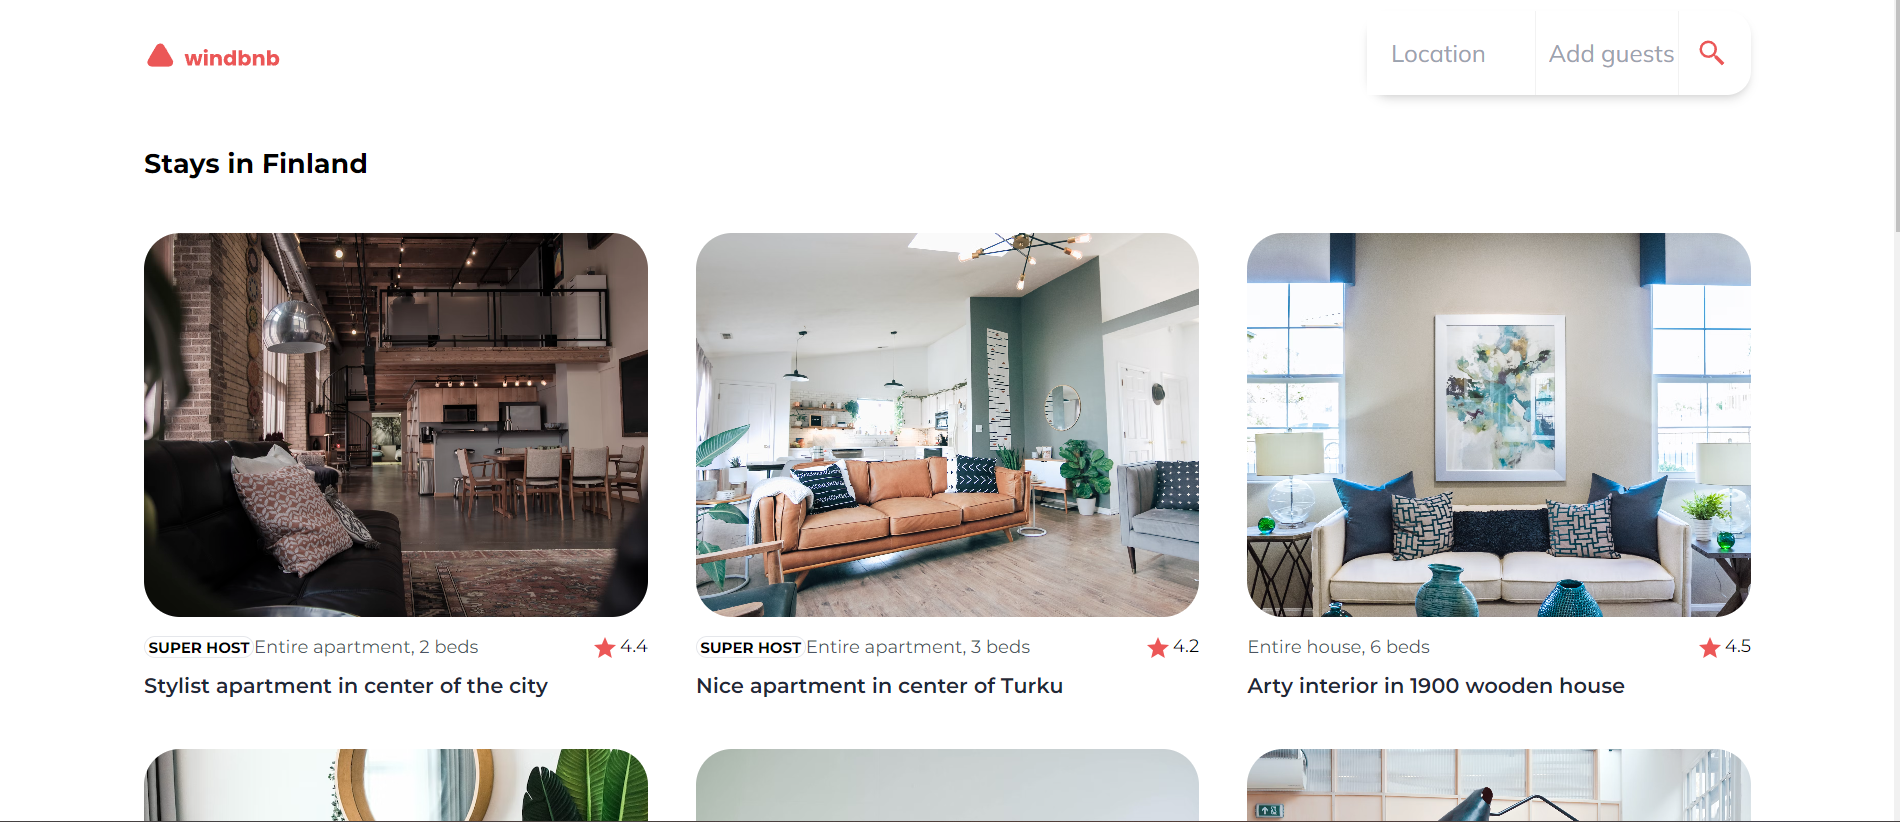 windbnb
Location
Add guests
Stays in Finland
SUPER HOST Entire apartment, 2 beds
4.4
Stylist apartment in center of the city
SUPER HOST Entire apartment, 3 beds
4.2
Nice apartment in center of Turku
Entire house, 6 beds
4.5
Arty interior in 1900 wooden house